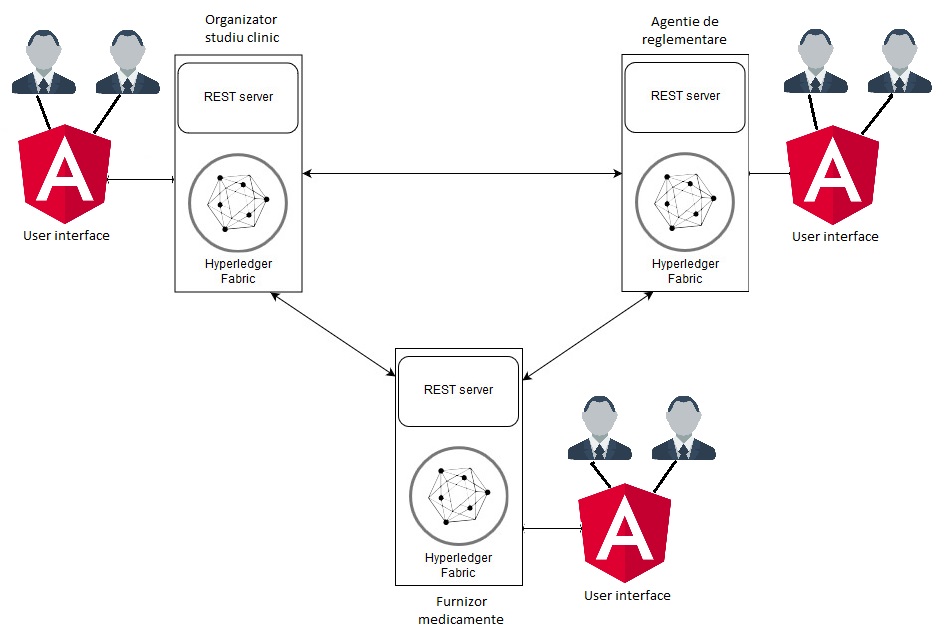 Organizator
studiu clinic
REST server
Hyperledger
Fabric
A
User interface
Agentie de
reglementare
REST server
Hyperledger
Fabric
A
User interface
REST server
Hyperledger
Fabric
Furnizor
medicamente
A
User interface